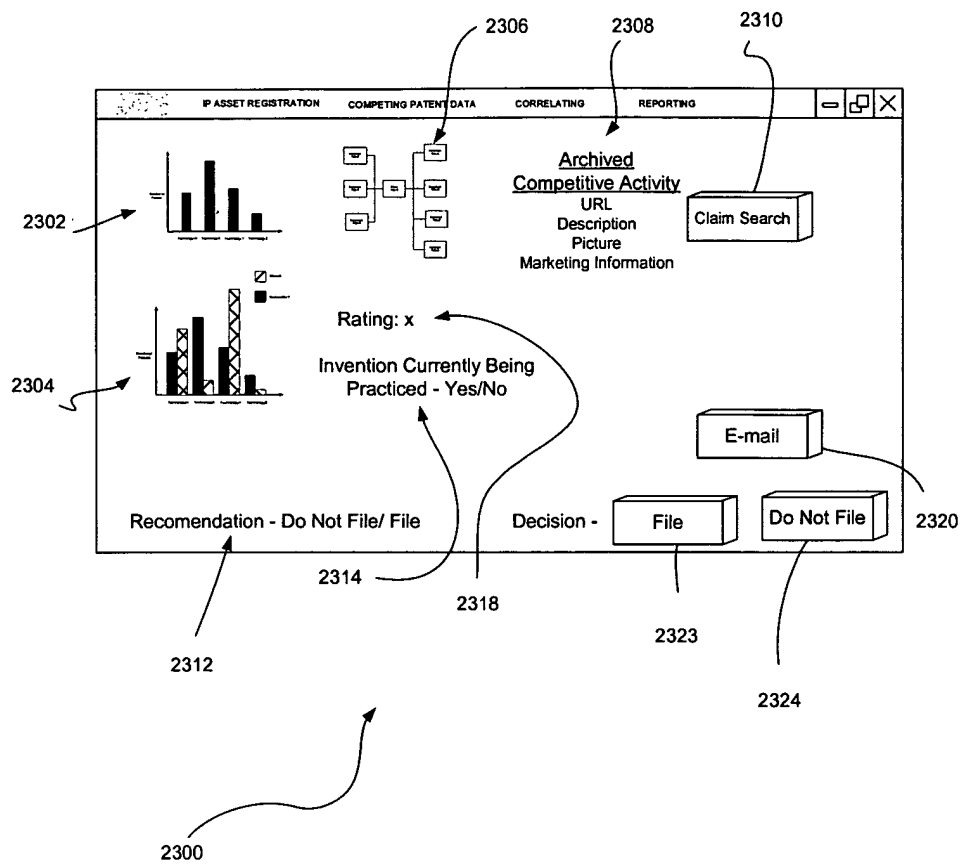 2306
2308
2310
IP ASSET REGISTRATION COMPETING PATENT DATA CORRELATING REPORTING
Archived
Competitive Activity
URL
Description
Picture
Marketing Information
Claim Search
2302
Rating: x
2304
Invention Currently Being
Practiced - Yes/No
E-mail
Recomendation - Do Not File/ File
Decision -
File
Do Not File
2320
2314
2318
2323
2312
2324
2300